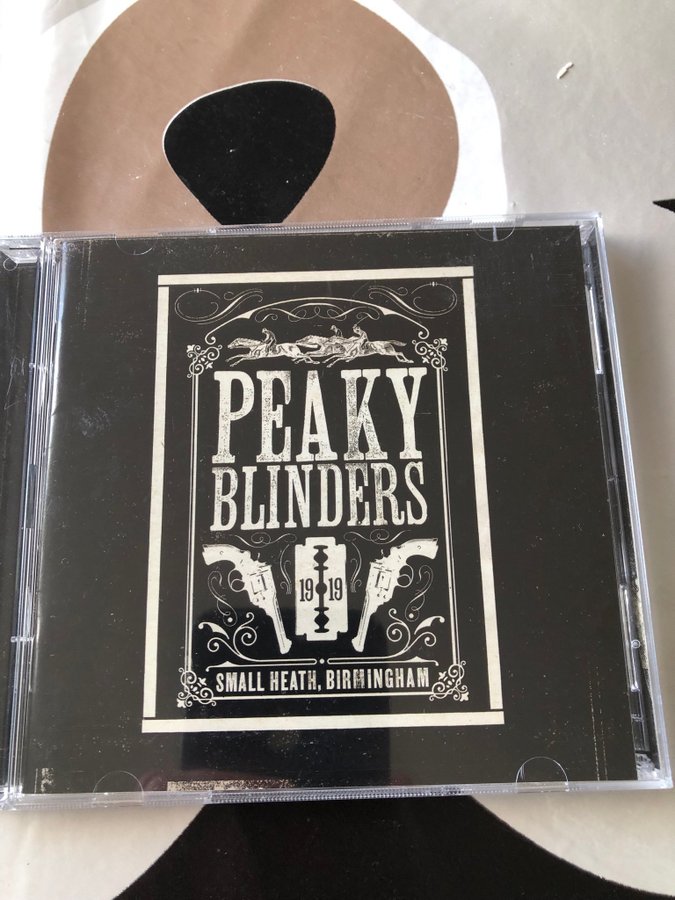 PEAKY
BLINDERS
19 19
SMALL HEATH, BIRMINGHAM